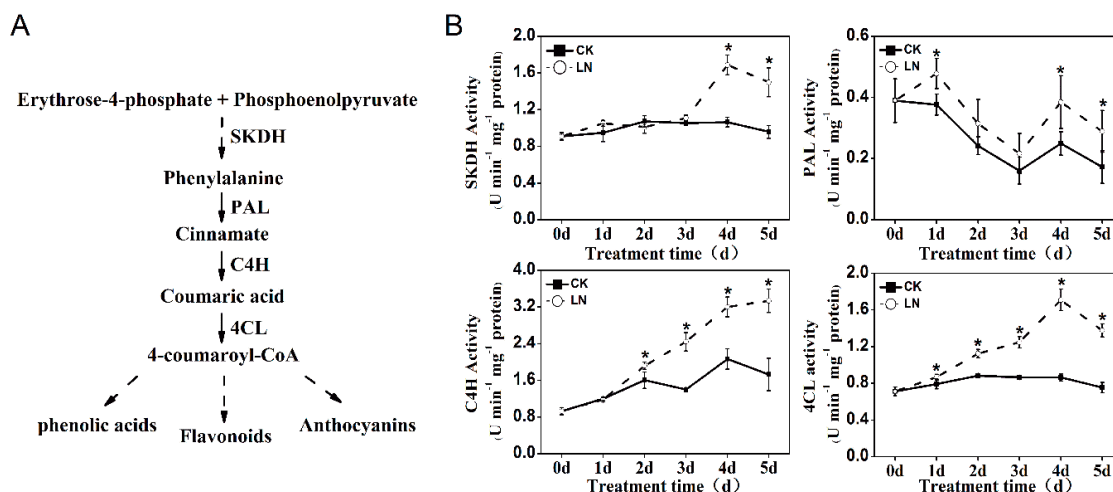 A
Erythrose-4-phosphate + Phosphoenolpyruvate
SKDH
Phenylalanine
PAL
Cinnamate
C4H
Coumaric acid
4CL
4-coumaroyl-CoA
phenolic acids
Flavonoids
Anthocyanins
B
SKDH Activity
(U min⁻¹ mg⁻¹ protein)
2.0
1.6
1.2
0.8
0.4
0.0
CK
LN
*
*
0d 1d 2d 3d 4d 5d
Treatment time (d)
PAL Activity
(U min⁻¹ mg⁻¹ protein)
0.6
0.4
0.2
0.0
CK
LN
*
*
*
0d 1d 2d 3d 4d 5d
Treatment time (d)
C4H Activity
(U min⁻¹ mg⁻¹ protein)
4.0
3.2
2.4
1.6
0.8
0.0
CK
LN
*
*
*
*
0d 1d 2d 3d 4d 5d
Treatment time (d)
4CL activity
(U min⁻¹ mg⁻¹ protein)
2.0
1.6
1.2
0.8
0.4
0.0
CK
LN
*
*
*
*
*
0d 1d 2d 3d 4d 5d
Treatment time (d)